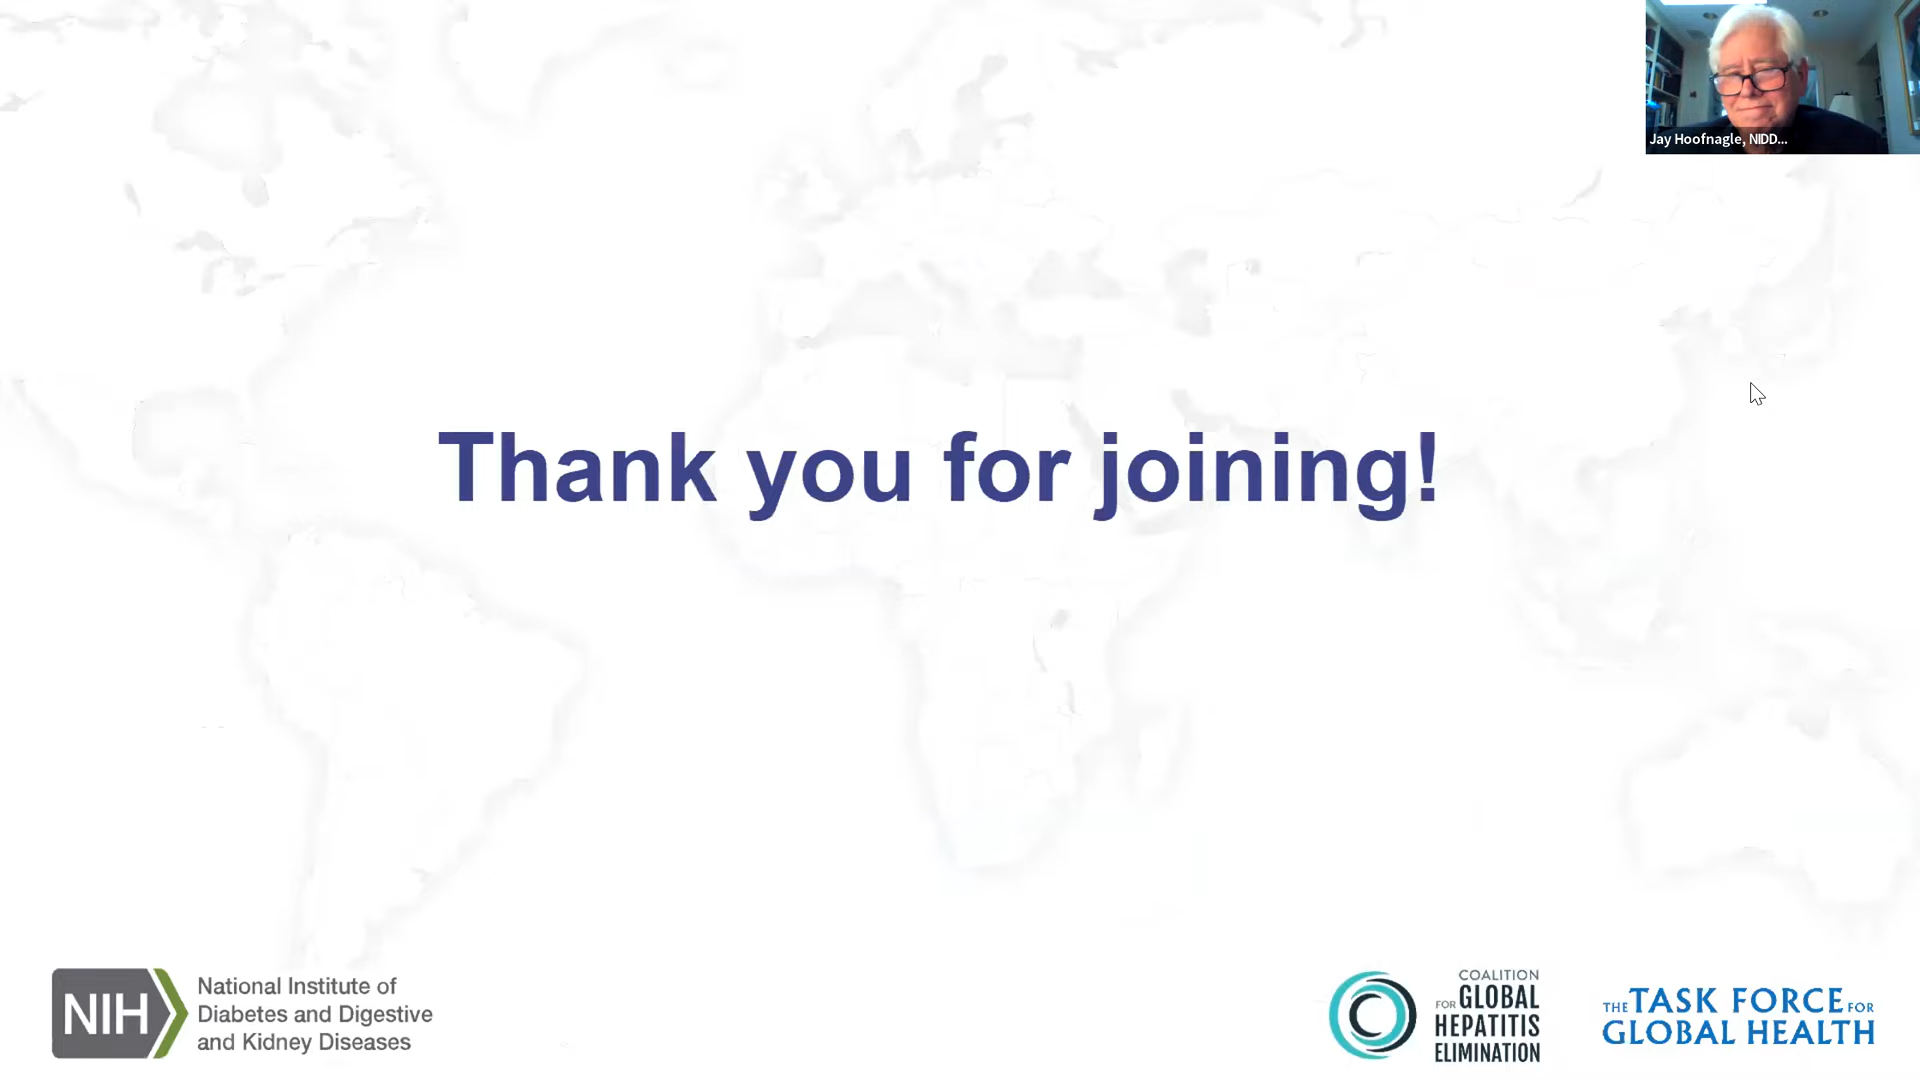 Jay Hoofnagle, NIDD...
Thank you for joining!
NIH
National Institute of
Diabetes and Digestive
and Kidney Diseases
COALITION
FOR GLOBAL
HEPATITIS
ELIMINATION
THE TASK FORCE FOR
GLOBAL HEALTH